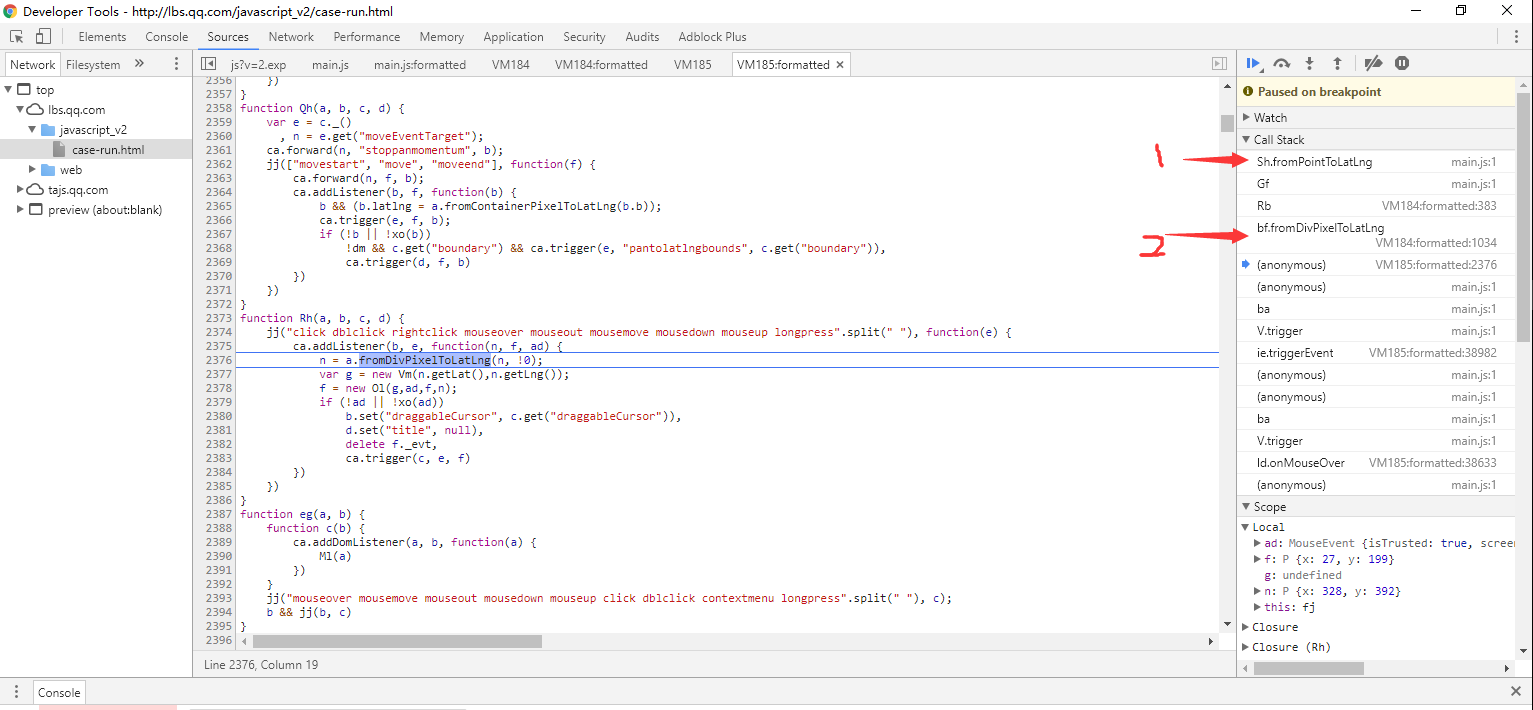 Developer Tools - http://lbs.qq.com/javascript_v2/case-run.html
Elements Console Sources Network Performance Memory Application Security Audits Adblock Plus
Network Filesystem »
js?v=2.exp main.js main.js:formatted VM184 VM184:formatted VM185 VM185:formatted ×
top
lbs.qq.com
javascript_v2
case-run.html
web
tajs.qq.com
preview (about:blank)
2356 })
2357 }
2358 function Qh(a, b, c, d) {
2359 var e = c._()
2360 , n = e.get("moveEventTarget");
2361 ca.forward(n, "stoppanmomentum", b);
2362 jj(["movestart", "move", "moveend"], function(f) {
2363 ca.forward(n, f, b);
2364 ca.addListener(b, f, function(b) {
2365 b && (b.latlng = a.fromContainerPixelToLatLng(b.b));
2366 ca.trigger(e, f, b);
2367 if (!b || !xo(b))
2368 !dm && c.get("boundary") && ca.trigger(e, "pantolatlngbounds", c.get("boundary")),
2369 ca.trigger(d, f, b)
2370 })
2371 })
2372 }
2373 function Rh(a, b, c, d) {
2374 jj("click dblclick rightclick mouseover mouseout mousemove mousedown mouseup longpress".split(" "), function(e) {
2375 ca.addListener(b, e, function(n, f, ad) {
2376 n = a.fromDivPixelToLatLng(n, !0);
2377 var g = new Vm(n.getLat(),n.getLng());
2378 f = new Ol(g,ad,f,n);
2379 if (!ad || !xo(ad))
2380 b.set("draggableCursor", c.get("draggableCursor")),
2381 d.set("title", null),
2382 delete f._evt,
2383 ca.trigger(c, e, f)
2384 })
2385 })
2386 }
2387 function eg(a, b) {
2388 function c(b) {
2389 ca.addDomListener(a, b, function(a) {
2390 Ml(a)
2391 })
2392 }
2393 jj("mouseover mousemove mouseout mousedown mouseup click dblclick contextmenu longpress".split(" "), c);
2394 b && jj(b, c)
2395 }
2396
Line 2376, Column 19
1
2
Paused on breakpoint
Watch
Call Stack
Sh.fromPointToLatLng main.js:1
Gf main.js:1
Rb VM184:formatted:383
bf.fromDivPixelToLatLng
VM184:formatted:1034
(anonymous) VM185:formatted:2376
(anonymous) main.js:1
ba main.js:1
V.trigger main.js:1
ie.triggerEvent VM185:formatted:38982
(anonymous) main.js:1
(anonymous) main.js:1
ba main.js:1
V.trigger main.js:1
Id.onMouseOver VM185:formatted:38633
(anonymous) main.js:1
Scope
Local
ad: MouseEvent {isTrusted: true, screen
f: P {x: 27, y: 199}
g: undefined
n: P {x: 328, y: 392}
this: fj
Closure
Closure (Rh)
Console